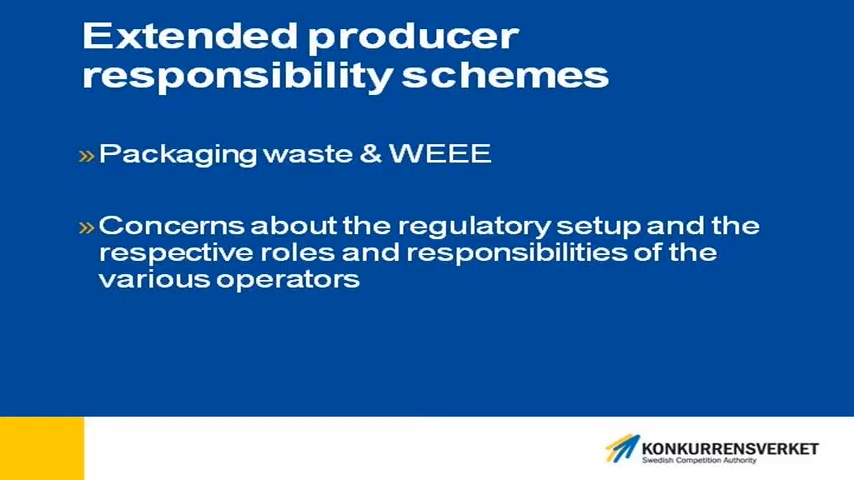 Extended producer
responsibility schemes
» Packaging waste & WEEE
» Concerns about the regulatory setup and the
respective roles and responsibilities of the
various operators
KONKURRENSVERKET
Swedish Competition Authority